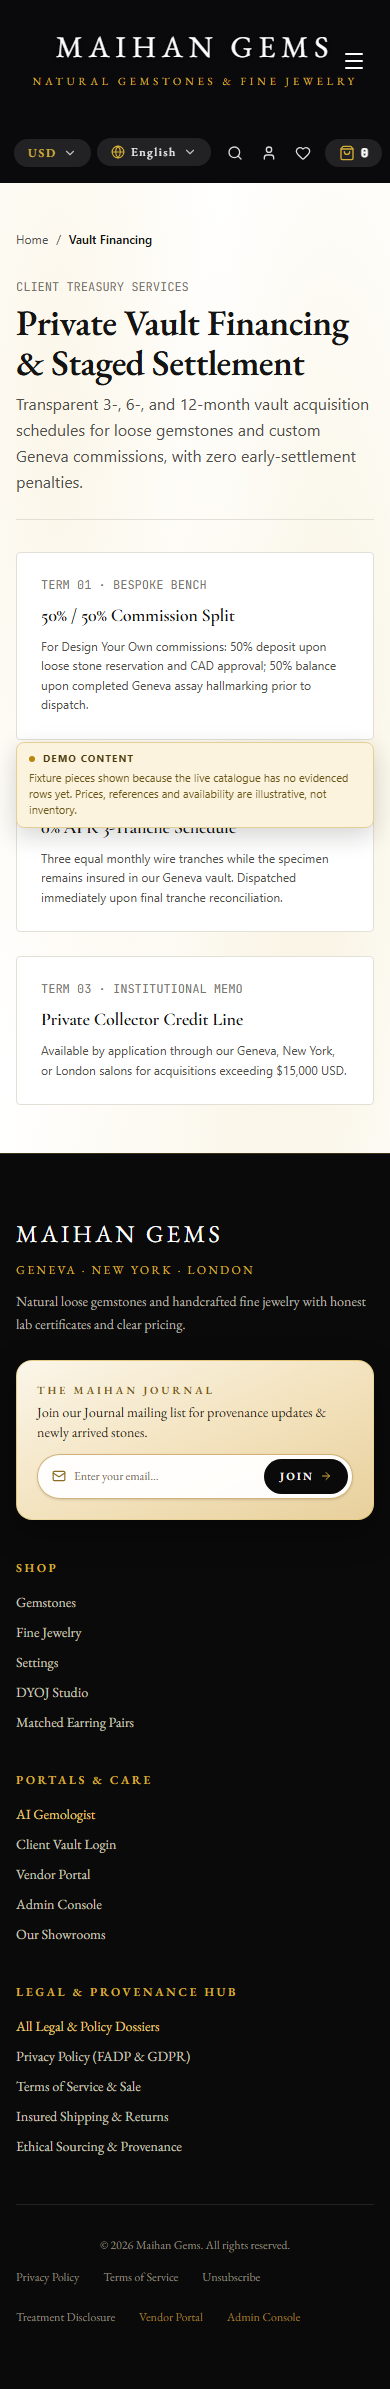 MAIHAN GEMS
NATURAL GEMSTONES & FINE JEWELRY
USD
English
0
Home / Vault Financing
CLIENT TREASURY SERVICES
Private Vault Financing
& Staged Settlement
Transparent 3-, 6-, and 12-month vault acquisition
schedules for loose gemstones and custom
Geneva commissions, with zero early-settlement
penalties.
TERM 01 · BESPOKE BENCH
50% / 50% Commission Split
For Design Your Own commissions: 50% deposit upon
loose stone reservation and CAD approval; 50% balance
upon completed Geneva assay hallmarking prior to
dispatch.
DEMO CONTENT
Fixture pieces shown because the live catalogue has no evidenced
rows yet. Prices, references and availability are illustrative, not
inventory.
0% APR 3-Tranche Schedule
Three equal monthly wire tranches while the specimen
remains insured in our Geneva vault. Dispatched
immediately upon final tranche reconciliation.
TERM 03 · INSTITUTIONAL MEMO
Private Collector Credit Line
Available by application through our Geneva, New York,
or London salons for acquisitions exceeding $15,000 USD.
MAIHAN GEMS
GENEVA · NEW YORK · LONDON
Natural loose gemstones and handcrafted fine jewelry with honest
lab certificates and clear pricing.
THE MAIHAN JOURNAL
Join our Journal mailing list for provenance updates &
newly arrived stones.
Enter your email...
JOIN →
SHOP
Gemstones
Fine Jewelry
Settings
DYOJ Studio
Matched Earring Pairs
PORTALS & CARE
AI Gemologist
Client Vault Login
Vendor Portal
Admin Console
Our Showrooms
LEGAL & PROVENANCE HUB
All Legal & Policy Dossiers
Privacy Policy (FADP & GDPR)
Terms of Service & Sale
Insured Shipping & Returns
Ethical Sourcing & Provenance
© 2026 Maihan Gems. All rights reserved.
Privacy Policy Terms of Service Unsubscribe
Treatment Disclosure Vendor Portal Admin Console